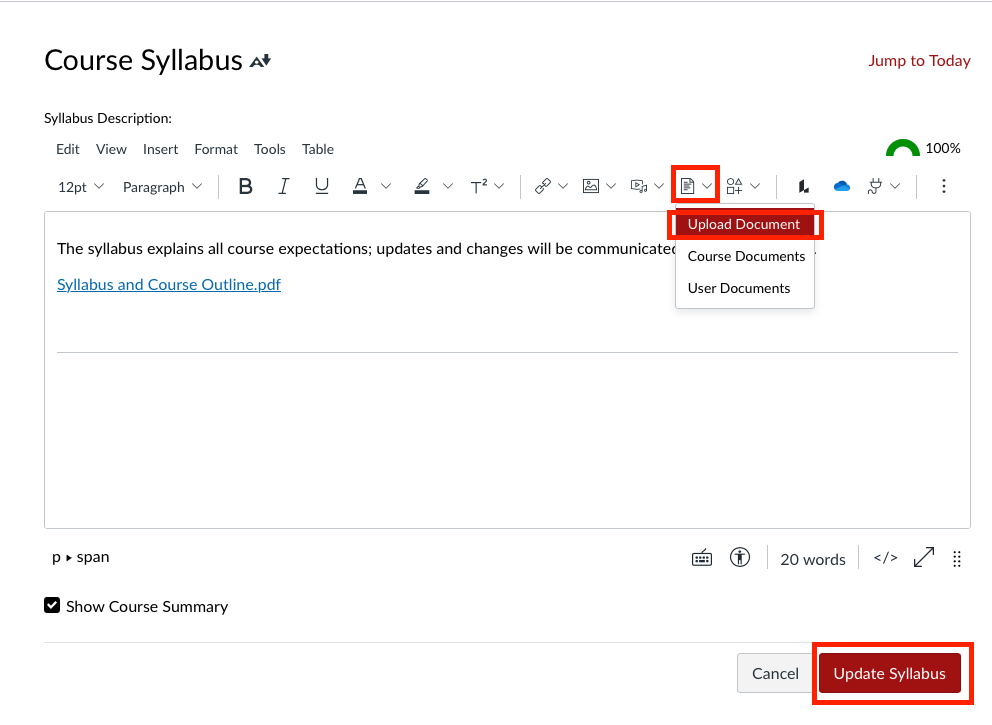 Course Syllabus
Jump to Today
Syllabus Description:
Edit View Insert Format Tools Table
100%
12pt Paragraph B I U A T²
Upload Document
The syllabus explains all course expectations; updates and changes will be
Course Documents
Syllabus and Course Outline.pdf
User Documents
p ▸ span
20 words </>
Show Course Summary
Cancel Update Syllabus